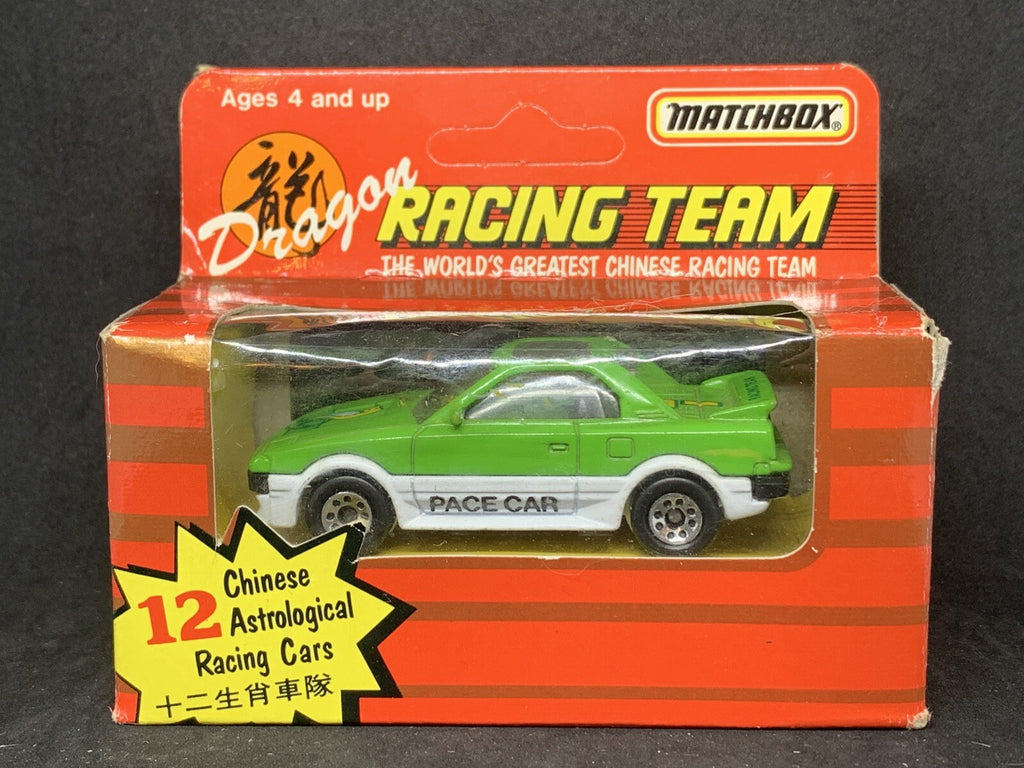 Ages 4 and up
MATCHBOX®
龍
Dragon
RACING TEAM
THE WORLD'S GREATEST CHINESE RACING TEAM
PACE CAR
12 Chinese
Astrological
Racing Cars
十二生肖車隊